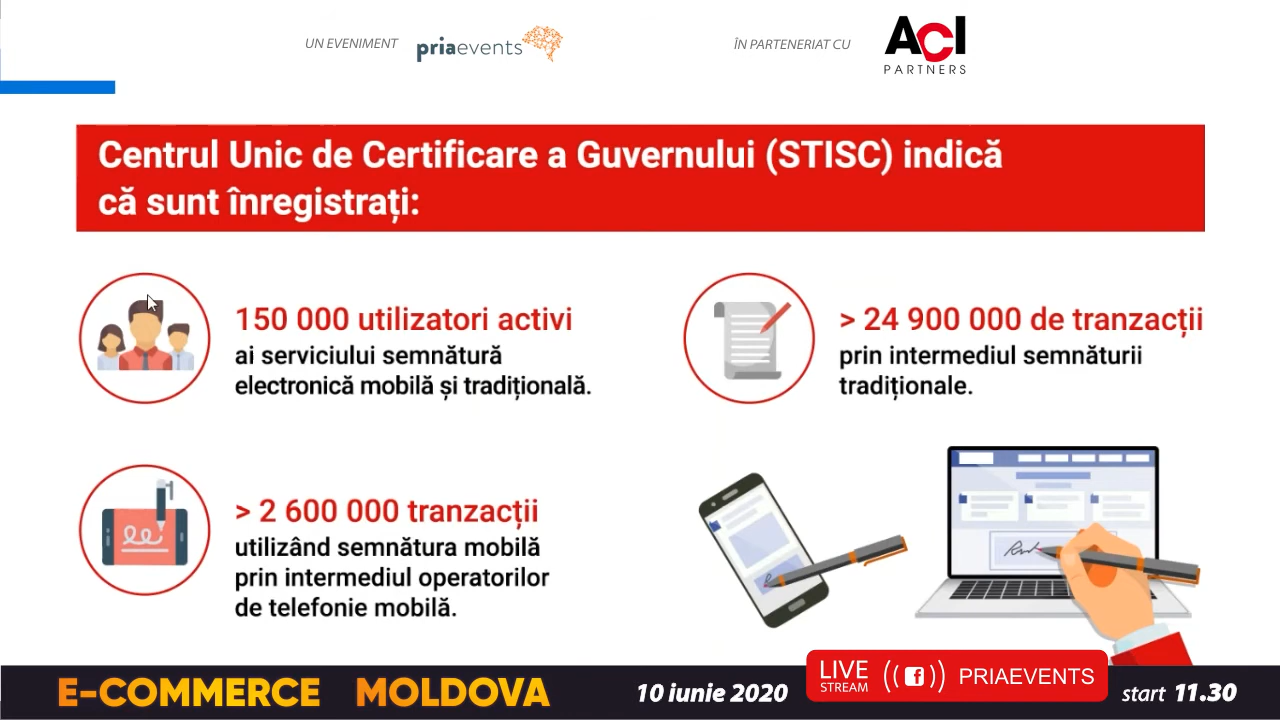 UN EVENIMENT
priaevents
ÎN PARTENERIAT CU
ACI
PARTNERS
Centrul Unic de Certificare a Guvernului (STISC) indică
că sunt înregistrați:
150 000 utilizatori activi
ai serviciului semnătură
electronică mobilă și tradițională.
> 24 900 000 de tranzacții
prin intermediul semnăturii
tradiționale.
> 2 600 000 tranzacții
utilizând semnătura mobilă
prin intermediul operatorilor
de telefonie mobilă.
E-COMMERCE MOLDOVA
10 iunie 2020
LIVE
STREAM
PRIAEVENTS
start 11.30